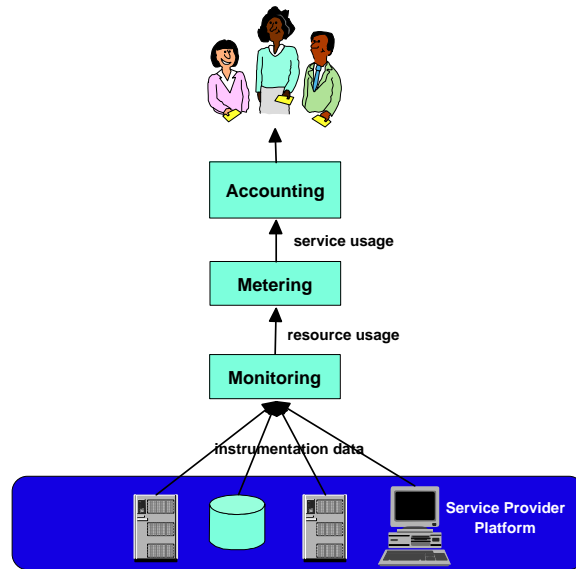 Accounting
service usage
Metering
resource usage
Monitoring
instrumentation data
Service Provider
Platform